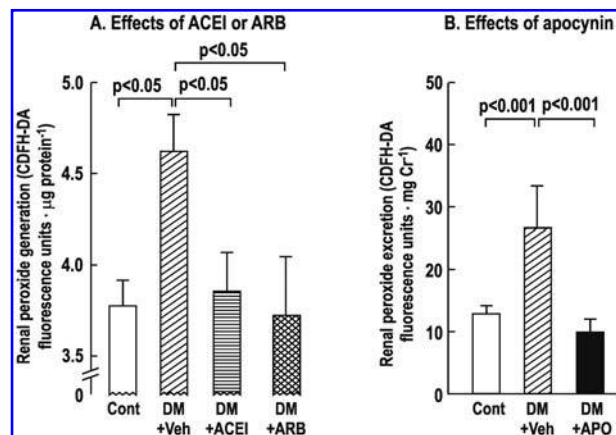 A. Effects of ACEI or ARB
p<0.05
p<0.05
p<0.05
Renal peroxide generation (CDFH-DA
fluorescence units · µg protein⁻¹)
5.0
4.5
4.0
3.5
0
Cont
DM
+Veh
DM
+ACEI
DM
+ARB
B. Effects of apocynin
p<0.001
p<0.001
Renal peroxide excretion (CDFH-DA
fluorescence units · mg Cr⁻¹)
50
40
30
20
10
0
Cont
DM
+Veh
DM
+APO